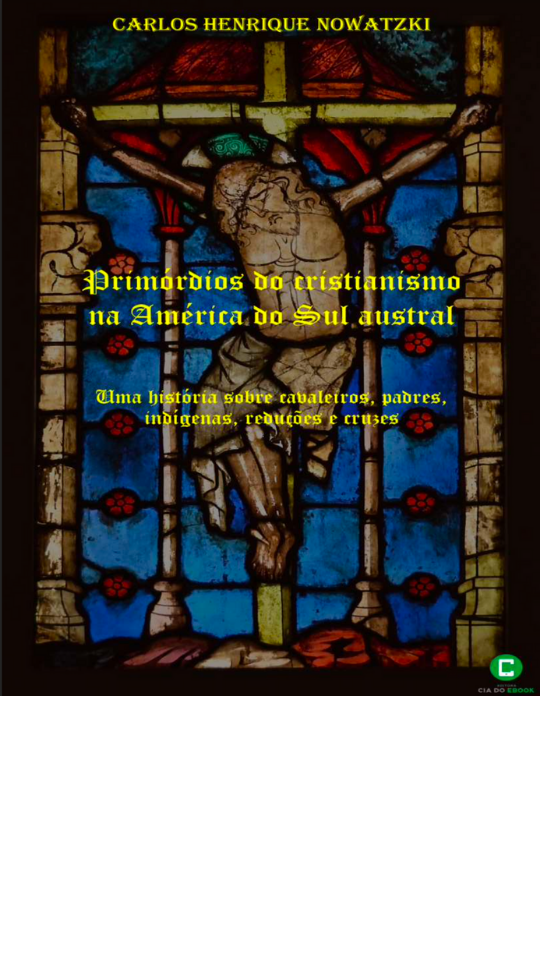 CARLOS HENRIQUE NOWATZKI
Primórdios do cristianismo
na América do Sul austral
Uma história sobre cavaleiros, padres,
indígenas, reduções e cruzes
C
CIA DO EBOOK